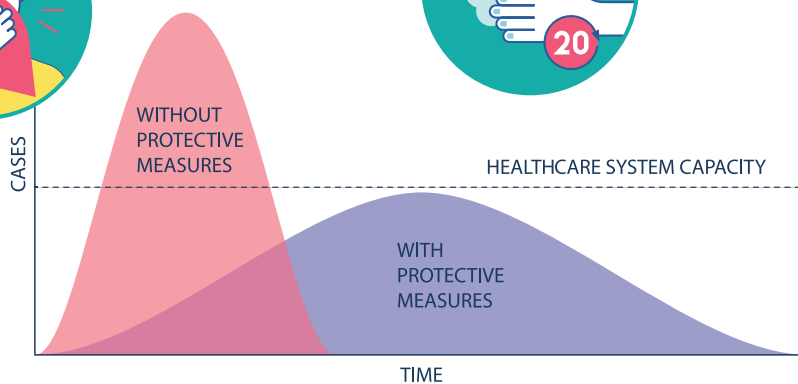 20
WITHOUT
PROTECTIVE
MEASURES
CASES
HEALTHCARE SYSTEM CAPACITY
WITH
PROTECTIVE
MEASURES
TIME